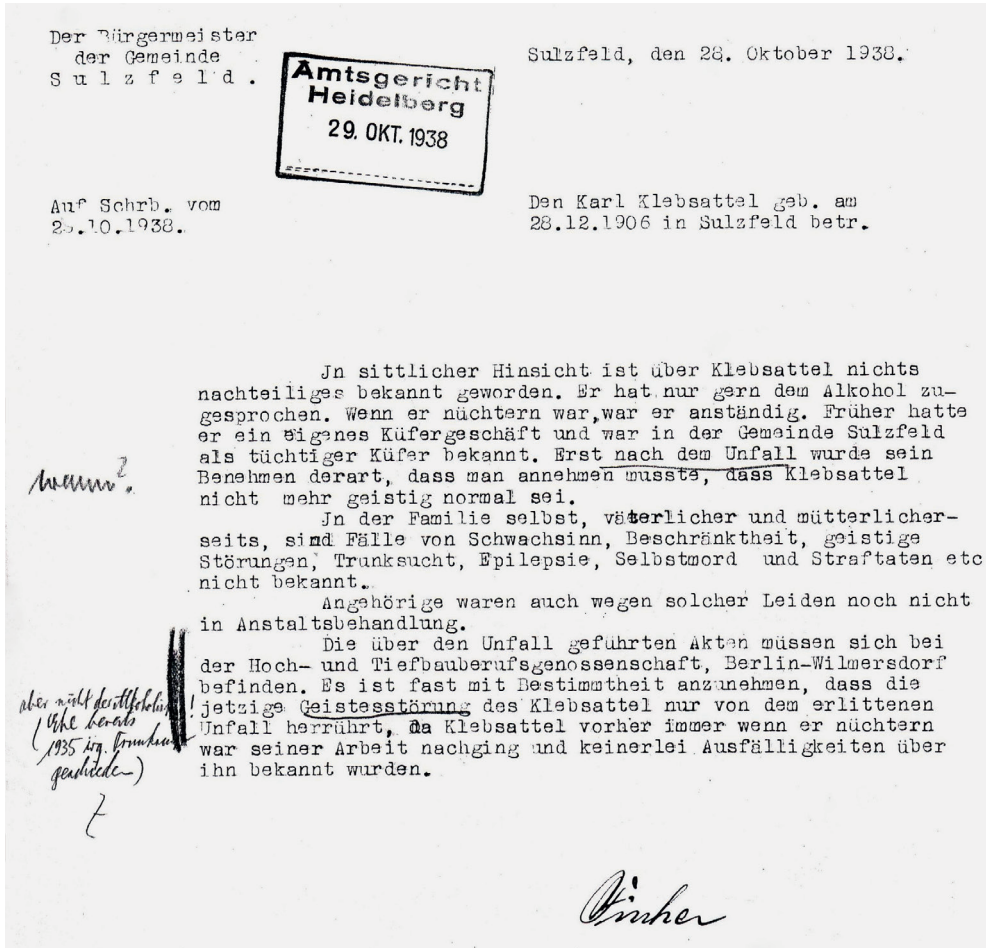 Der Bürgermeister
der Gemeinde
Sulzfeld.
Sulzfeld, den 28. Oktober 1938.
Amtsgericht
Heidelberg
29. OKT. 1938
Auf Schrb. vom
10.1938.
Den Karl Klebsattel geb. am
28.12.1906 in Sulzfeld betr.
Jn sittlicher Hinsicht ist über Klebsattel nichts
nachteiliges bekannt geworden. Er hat nur gern dem Alkohol zu-
gesprochen. Wenn er nüchtern war,war er anständig. Früher hatte
er ein eigenes Küfergeschäft und war in der Gemeinde Sulzfeld
als tüchtiger Küfer bekannt. Erst nach dem Unfall wurde sein
wann?
Benehmen derart, dass man annehmen musste, dass Klebsattel
nicht mehr geistig normal sei.
Jn der Familie selbst, väterlicher und mütterlicher-
seits, sind Fälle von Schwachsinn, Beschränktheit, geistige
Störungen, Trunksucht, Epilepsie, Selbstmord und Straftaten etc
nicht bekannt.
Angehörige waren auch wegen solcher Leiden noch nicht
in Anstaltsbehandlung.
Die über den Unfall geführten Akten müssen sich bei
der Hoch- und Tiefbauberufsgenossenschaft, Berlin-Wilmersdorf
befinden. Es ist fast mit Bestimmtheit anzunehmen, dass die
jetzige Geistesstörung des Klebsattel nur von dem erlittenen
Unfall herrührt, da Klebsattel vorher immer wenn er nüchtern
war seiner Arbeit nachging und keinerlei Ausfälligkeiten über
ihn bekannt wurden.
aber nicht der !
(Ehe bereits
1935
geschieden)